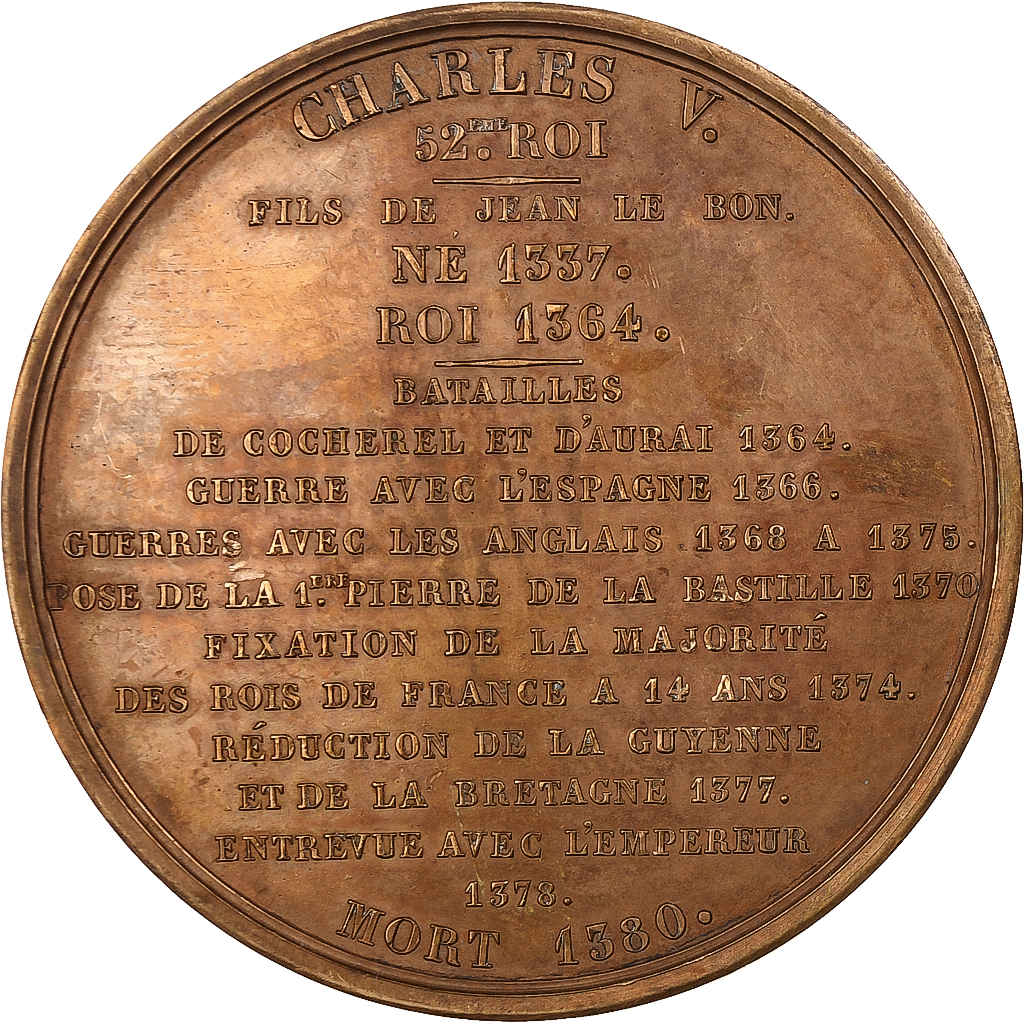 CHARLES V.
52.EME ROI
FILS DE JEAN LE BON.
NÉ 1337.
ROI 1364.
BATAILLES
DE COCHEREL ET D'AURAI 1364.
GUERRE AVEC L'ESPAGNE 1366.
GUERRES AVEC LES ANGLAIS 1368 A 1375.
POSE DE LA 1.ERE PIERRE DE LA BASTILLE 1370
FIXATION DE LA MAJORITÉ
DES ROIS DE FRANCE A 14 ANS 1374.
RÉDUCTION DE LA GUYENNE
ET DE LA BRETAGNE 1377.
ENTREVUE AVEC L'EMPEREUR
1378.
MORT 1380.